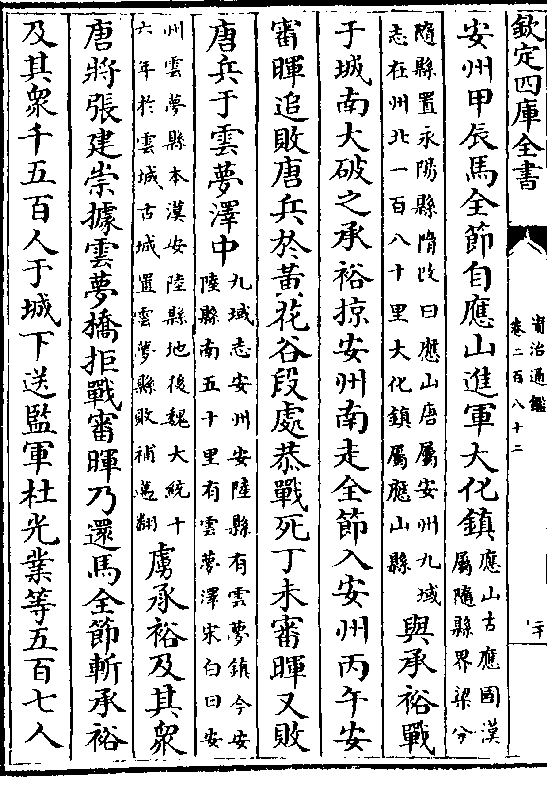 欽定四庫全書
資治通鑑
卷二百八十二
二十
安州甲辰馬全節自應山進軍大化鎮應山古應國漢屬隨縣界梁分
隨縣置永陽縣隋改曰應山唐屬安州九域志在州北一百八十里大化鎮屬應山縣與承裕戰
于城南大破之承裕掠安州南走全節入安州丙午安
審暉追敗唐兵於黃花谷段處恭戰死丁未審暉又敗
唐兵于雲夢澤中九域志安州安陸縣有雲夢鎮今安陸縣南五十里有雲夢澤宋白曰安
州雲夢縣本漢安陸縣地後魏大統十六年於雲城古城置雲夢縣敗補邁翻虜承裕及其衆
唐將張建崇據雲夢橋拒戰審暉乃還馬全節斬承裕
及其衆千五百人于城下送監軍杜光業等五百七人